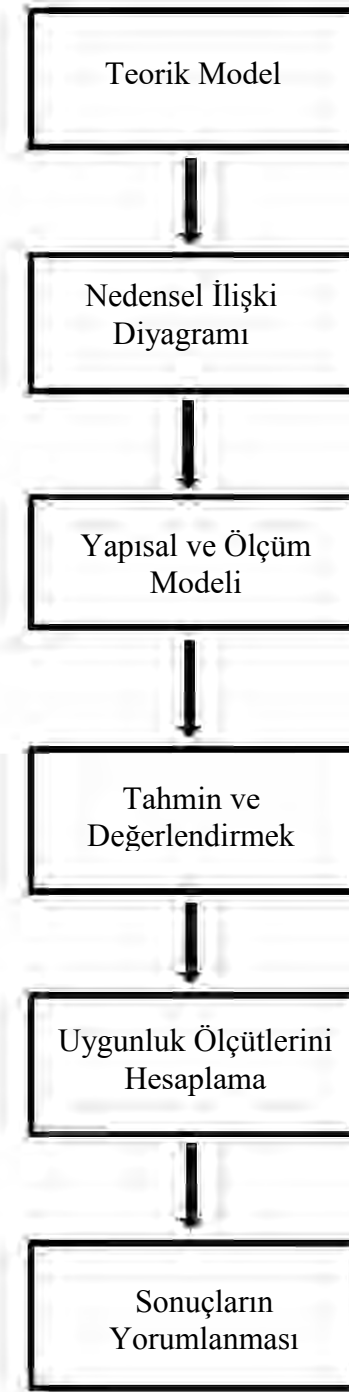 Teorik Model
Nedensel İlişki
Diyagramı
Yapısal ve Ölçüm
Modeli
Tahmin ve
Değerlendirmek
Uygunluk Ölçütlerini
Hesaplama
Sonuçların
Yorumlanması